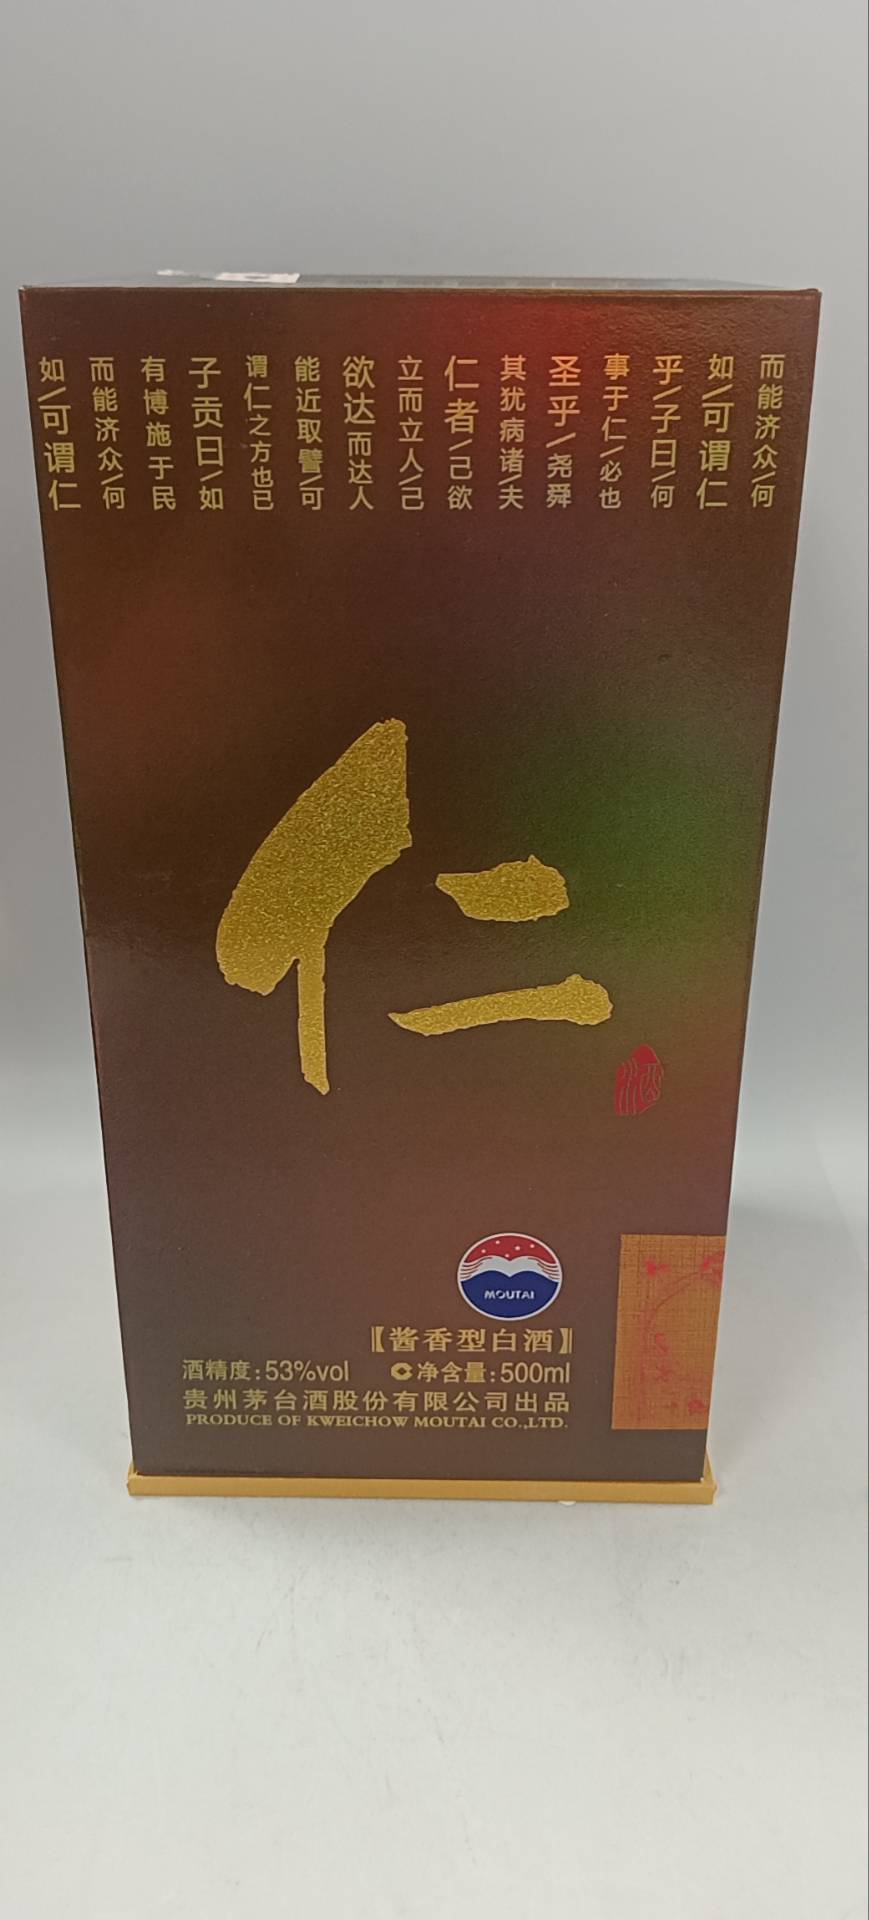 而能济众/何
如/可谓仁
乎/子曰/何
事于仁/必也
圣乎/尧舜
其犹病诸/夫
仁者/己欲
立而立人/己
欲达而达人
能近取譬/可
谓仁之方也已
子贡曰/如
有博施于民
而能济众/何
如/可谓仁
仁
酒
MOUTAI
【酱香型白酒】
酒精度:53%vol 净含量:500ml
贵州茅台酒股份有限公司出品
PRODUCE OF KWEICHOW MOUTAI CO.,LTD.